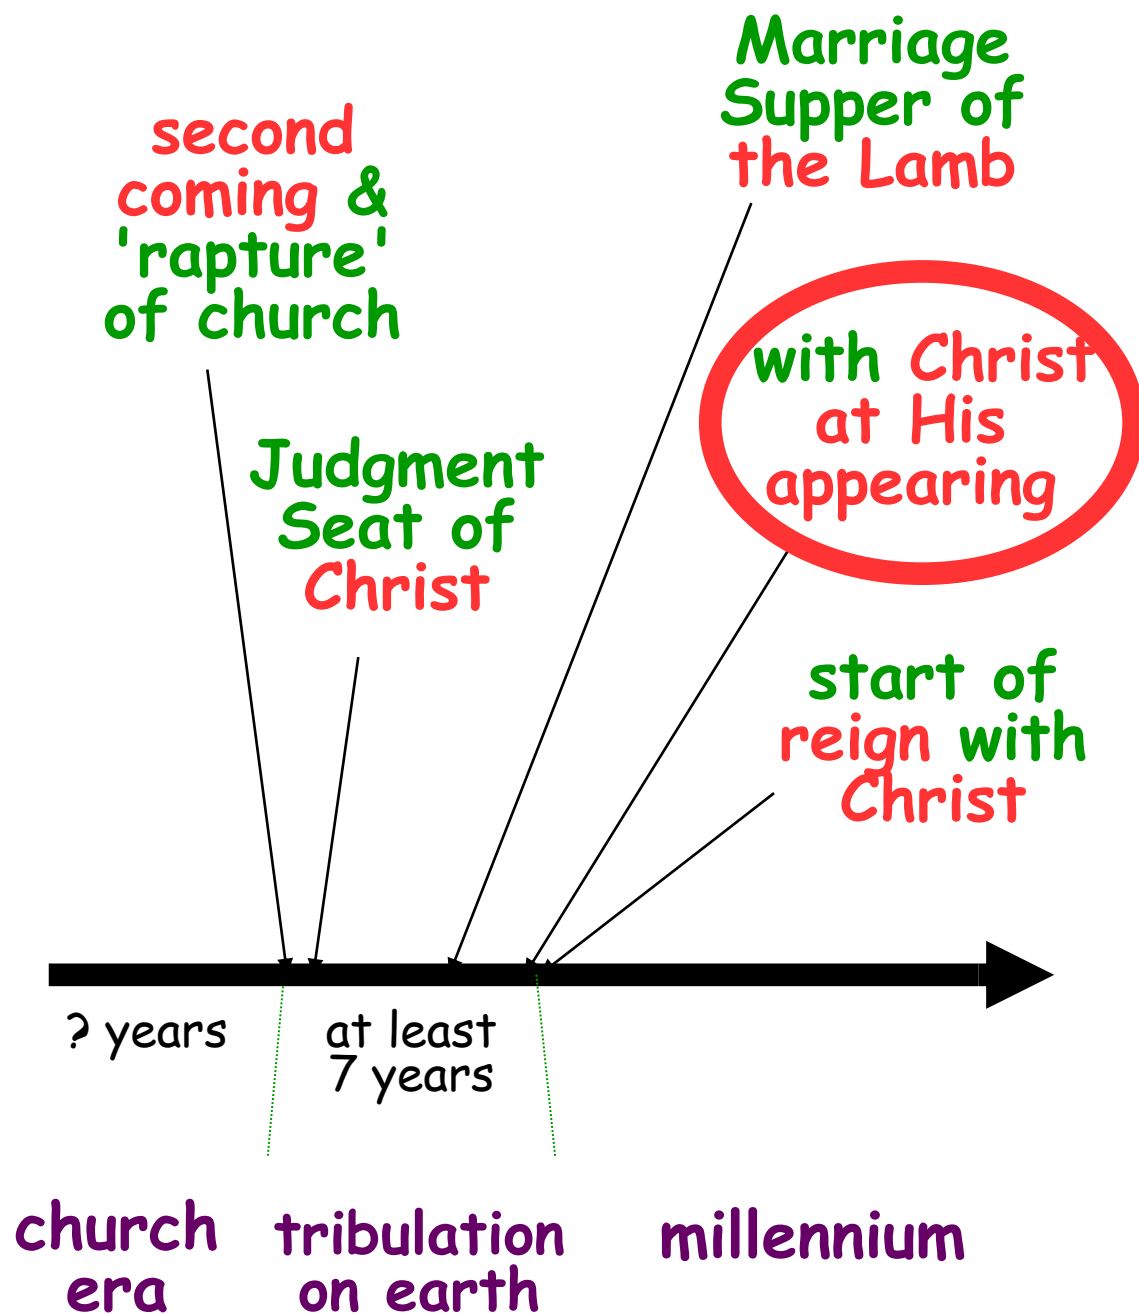 Marriage
Supper of
the Lamb
second
coming &
'rapture'
of church
with Christ
at His
appearing
Judgment
Seat of
Christ
start of
reign with
Christ
? years
at least
7 years
church
era
tribulation
on earth
millennium